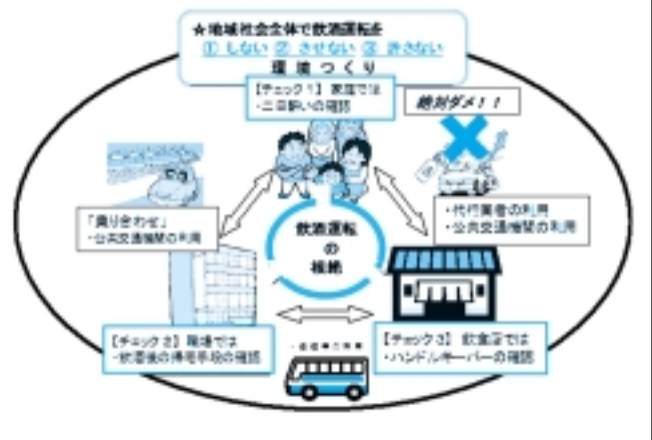 ★地域社会全体で飲酒運転を
① しない ② させない ③ 許さない
環境つくり
【チェック1】家庭では
・二日酔いの確認
絶対ダメ！！
「乗り合わせ」
・公共交通機関の利用
・代行業者の利用
・公共交通機関の利用
飲酒運転
の
根絶
【チェック2】職場では
・飲酒後の帰宅手段の確認
【チェック3】飲食店では
・ハンドルキーパーの確認